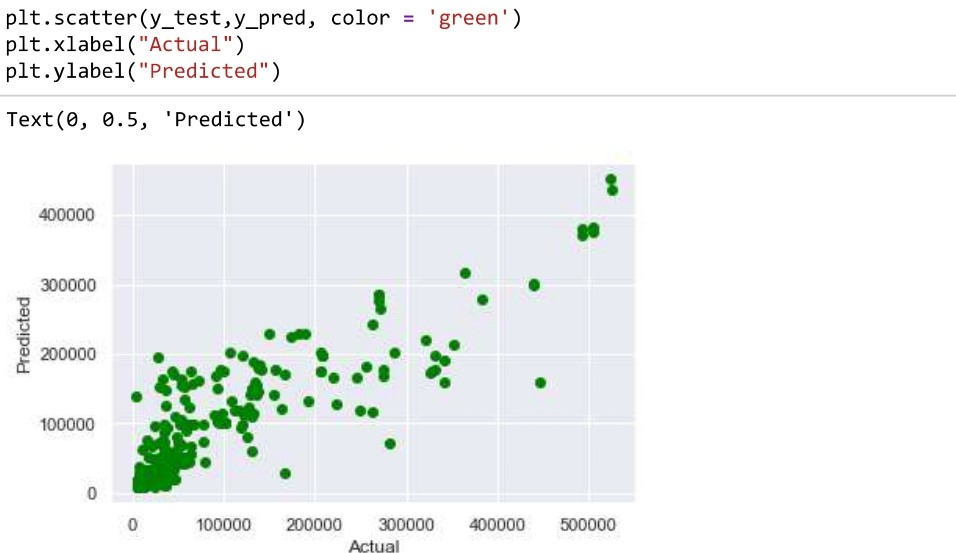 plt.scatter(y_test,y_pred, color = 'green')
plt.xlabel("Actual")
plt.ylabel("Predicted")
Text(0, 0.5, 'Predicted')
400000
300000
200000
100000
0
Predicted
0 100000 200000 300000 400000 500000
Actual